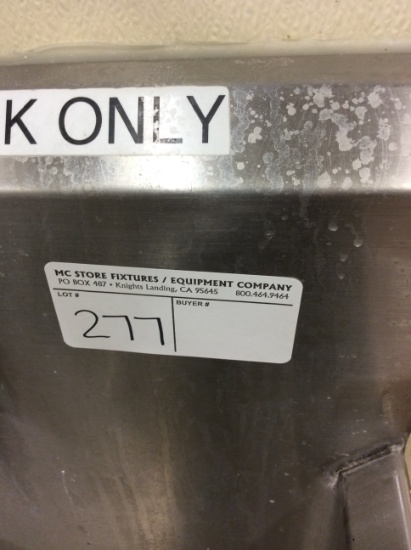 K ONLY
MC STORE FIXTURES / EQUIPMENT COMPANY
PO BOX 487 • Knights Landing, CA 95645 800.464.9464
LOT # BUYER #
277